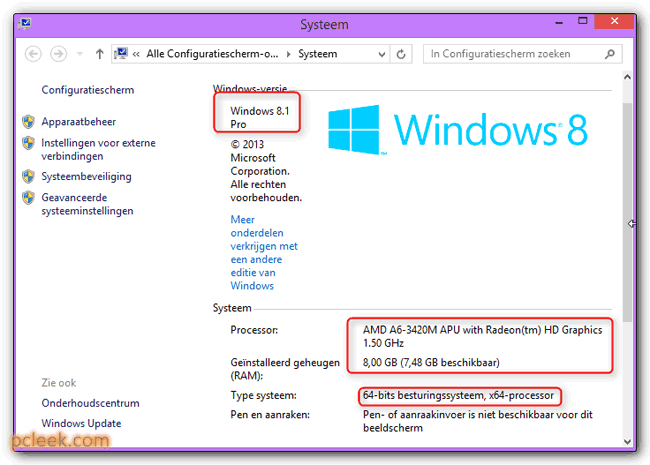 Systeem
« Alle Configuratiescherm-o... Systeem
In Configuratiescherm zoeken
Configuratiescherm
Apparaatbeheer
Instellingen voor externe
verbindingen
Systeembeveiliging
Geavanceerde
systeeminstellingen
Windows-versie
Windows 8.1
Pro
© 2013
Microsoft
Corporation.
Alle rechten
voorbehouden.
Meer
onderdelen
verkrijgen met
een andere
editie van
Windows
Windows 8
Systeem
Processor: AMD A6-3420M APU with Radeon(tm) HD Graphics
1.50 GHz
Geïnstalleerd geheugen 8,00 GB (7,48 GB beschikbaar)
(RAM):
Type systeem: 64-bits besturingssysteem, x64-processor
Pen en aanraken: Pen- of aanraakinvoer is niet beschikbaar voor dit
beeldscherm
Zie ook
Onderhoudscentrum
Windows Update
pcleek.com